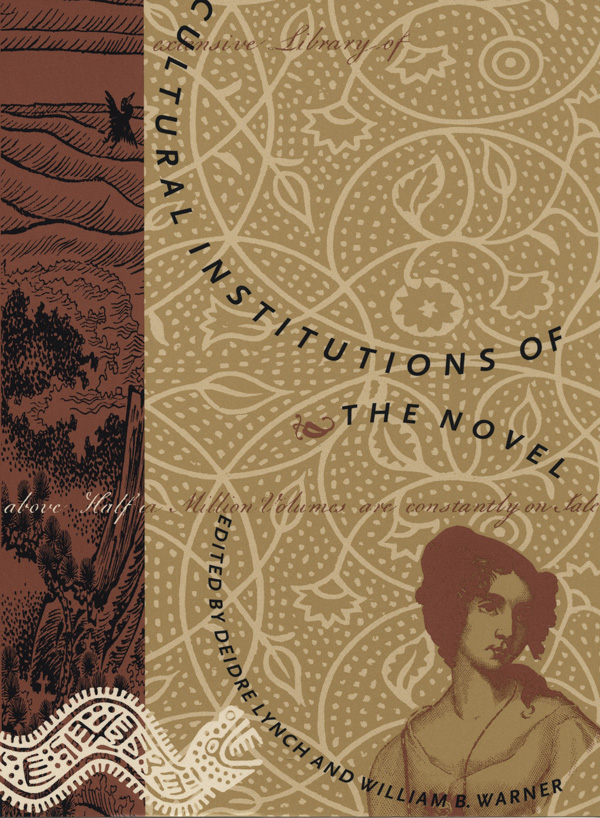 extensive Library of
CULTURAL INSTITUTIONS OF
THE NOVEL
above Half a Million Volumes are constantly on Sale
EDITED BY DEIDRE LYNCH AND WILLIAM B. WARNER